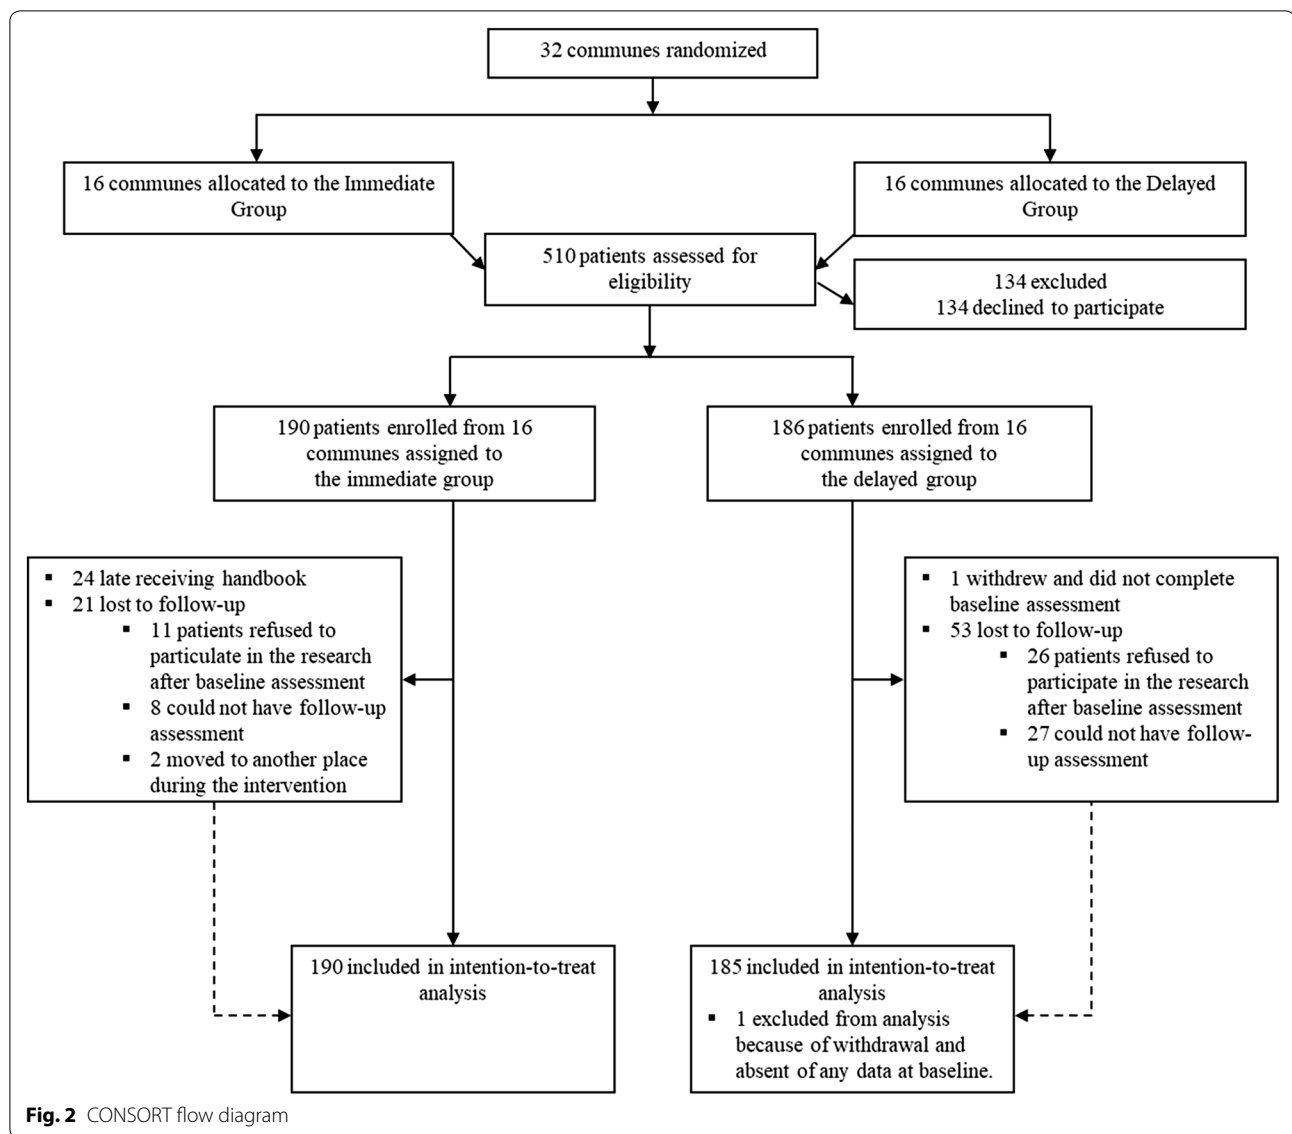 32 communes randomized
16 communes allocated to the Immediate
Group
16 communes allocated to the Delayed
Group
510 patients assessed for
eligibility
134 excluded
134 declined to participate
190 patients enrolled from 16
communes assigned to
the immediate group
186 patients enrolled from 16
communes assigned to
the delayed group
▪ 24 late receiving handbook
▪ 21 lost to follow-up
▪ 11 patients refused to
particulate in the research
after baseline assessment
▪ 8 could not have follow-up
assessment
▪ 2 moved to another place
during the intervention
▪ 1 withdrew and did not complete
baseline assessment
▪ 53 lost to follow-up
▪ 26 patients refused to
participate in the research
after baseline assessment
▪ 27 could not have follow-
up assessment
190 included in intention-to-treat
analysis
185 included in intention-to-treat
analysis
▪ 1 excluded from analysis
because of withdrawal and
absent of any data at baseline.
Fig. 2 CONSORT flow diagram